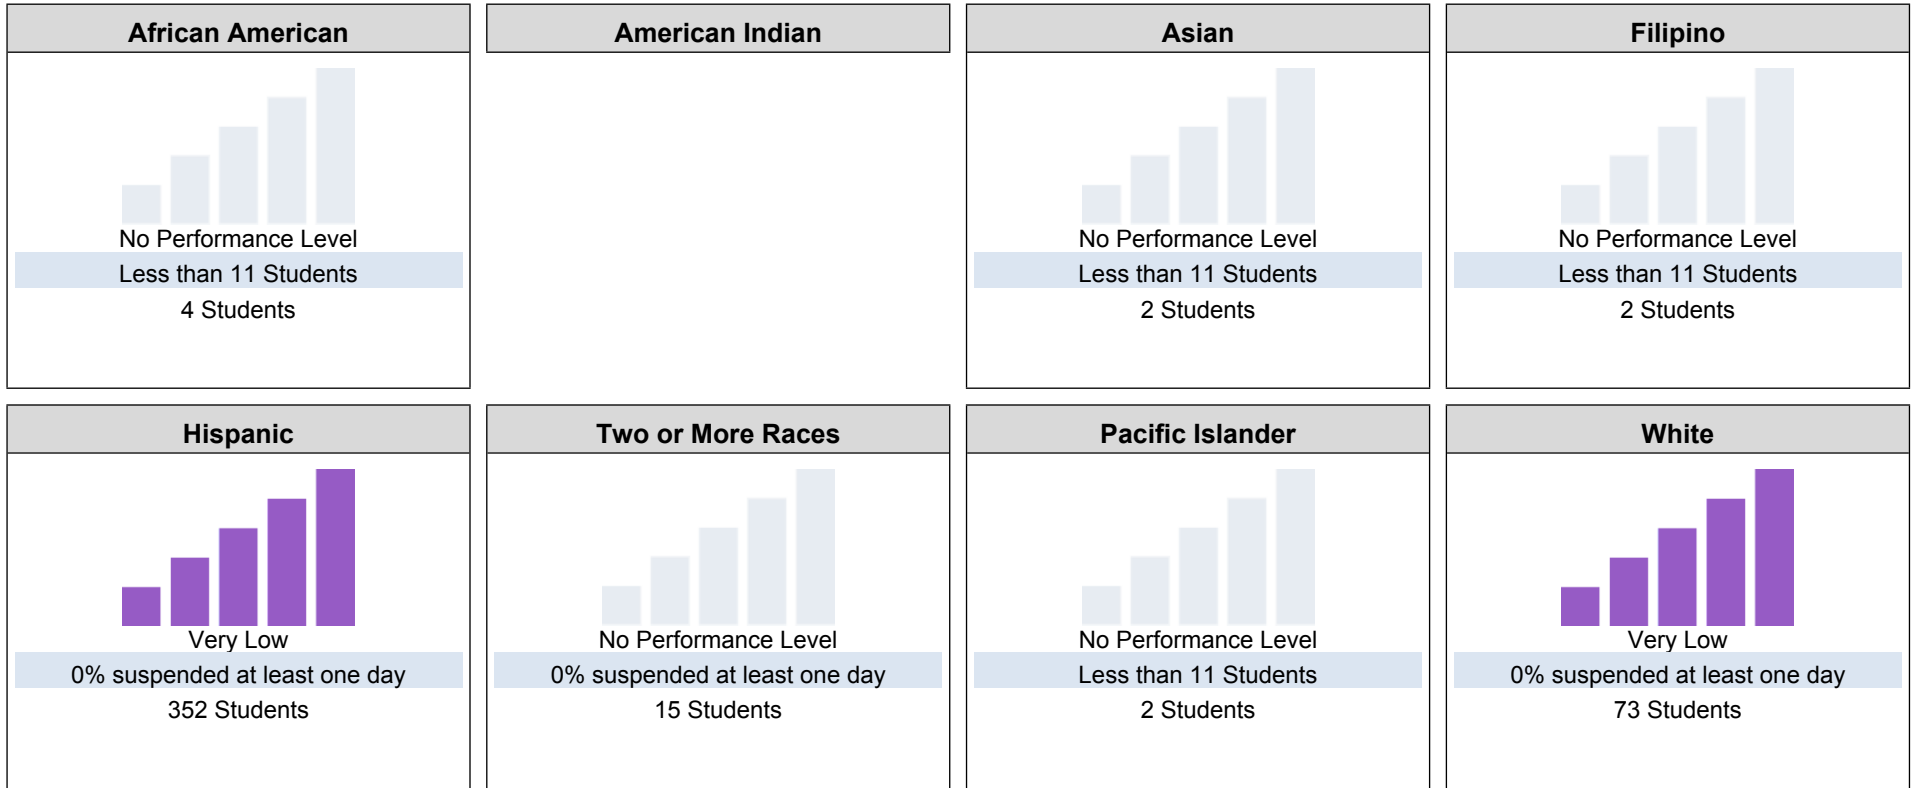 African American
No Performance Level
Less than 11 Students
4 Students
American Indian
Asian
No Performance Level
Less than 11 Students
2 Students
Filipino
No Performance Level
Less than 11 Students
2 Students
Hispanic
Very Low
0% suspended at least one day
352 Students
Two or More Races
No Performance Level
0% suspended at least one day
15 Students
Pacific Islander
No Performance Level
Less than 11 Students
2 Students
White
Very Low
0% suspended at least one day
73 Students